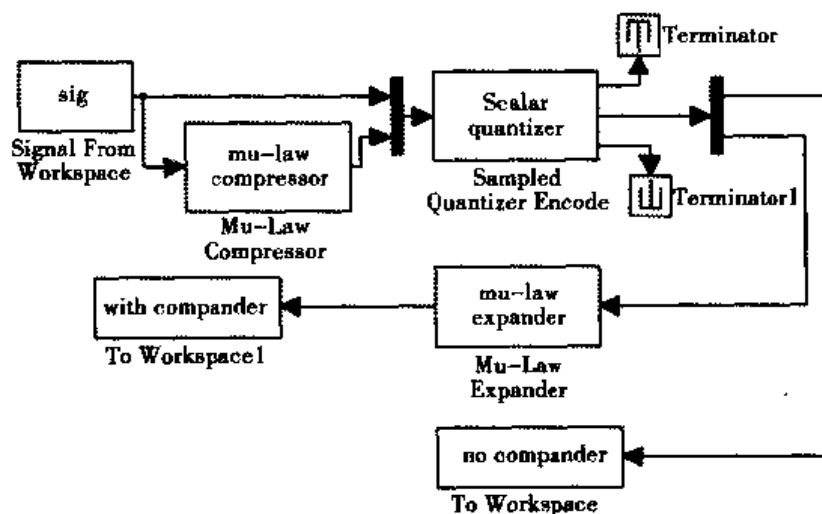 Terminator
sig
Signal From
Workspace
mu-law
compressor
Mu-Law
Compressor
Scalar
quantizer
Sampled
Quantizer Encode
Terminator1
with compander
To Workspace1
mu-law
expander
Mu-Law
Expander
no compander
To Workspace